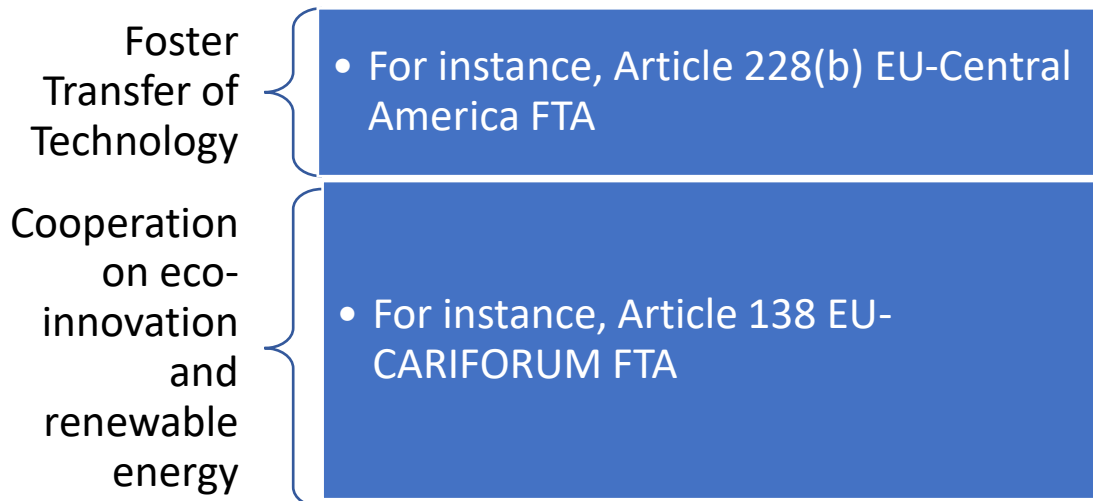 Foster
Transfer of
Technology
• For instance, Article 228(b) EU-Central
America FTA
Cooperation
on eco-
innovation
and
renewable
energy
• For instance, Article 138 EU-
CARIFORUM FTA